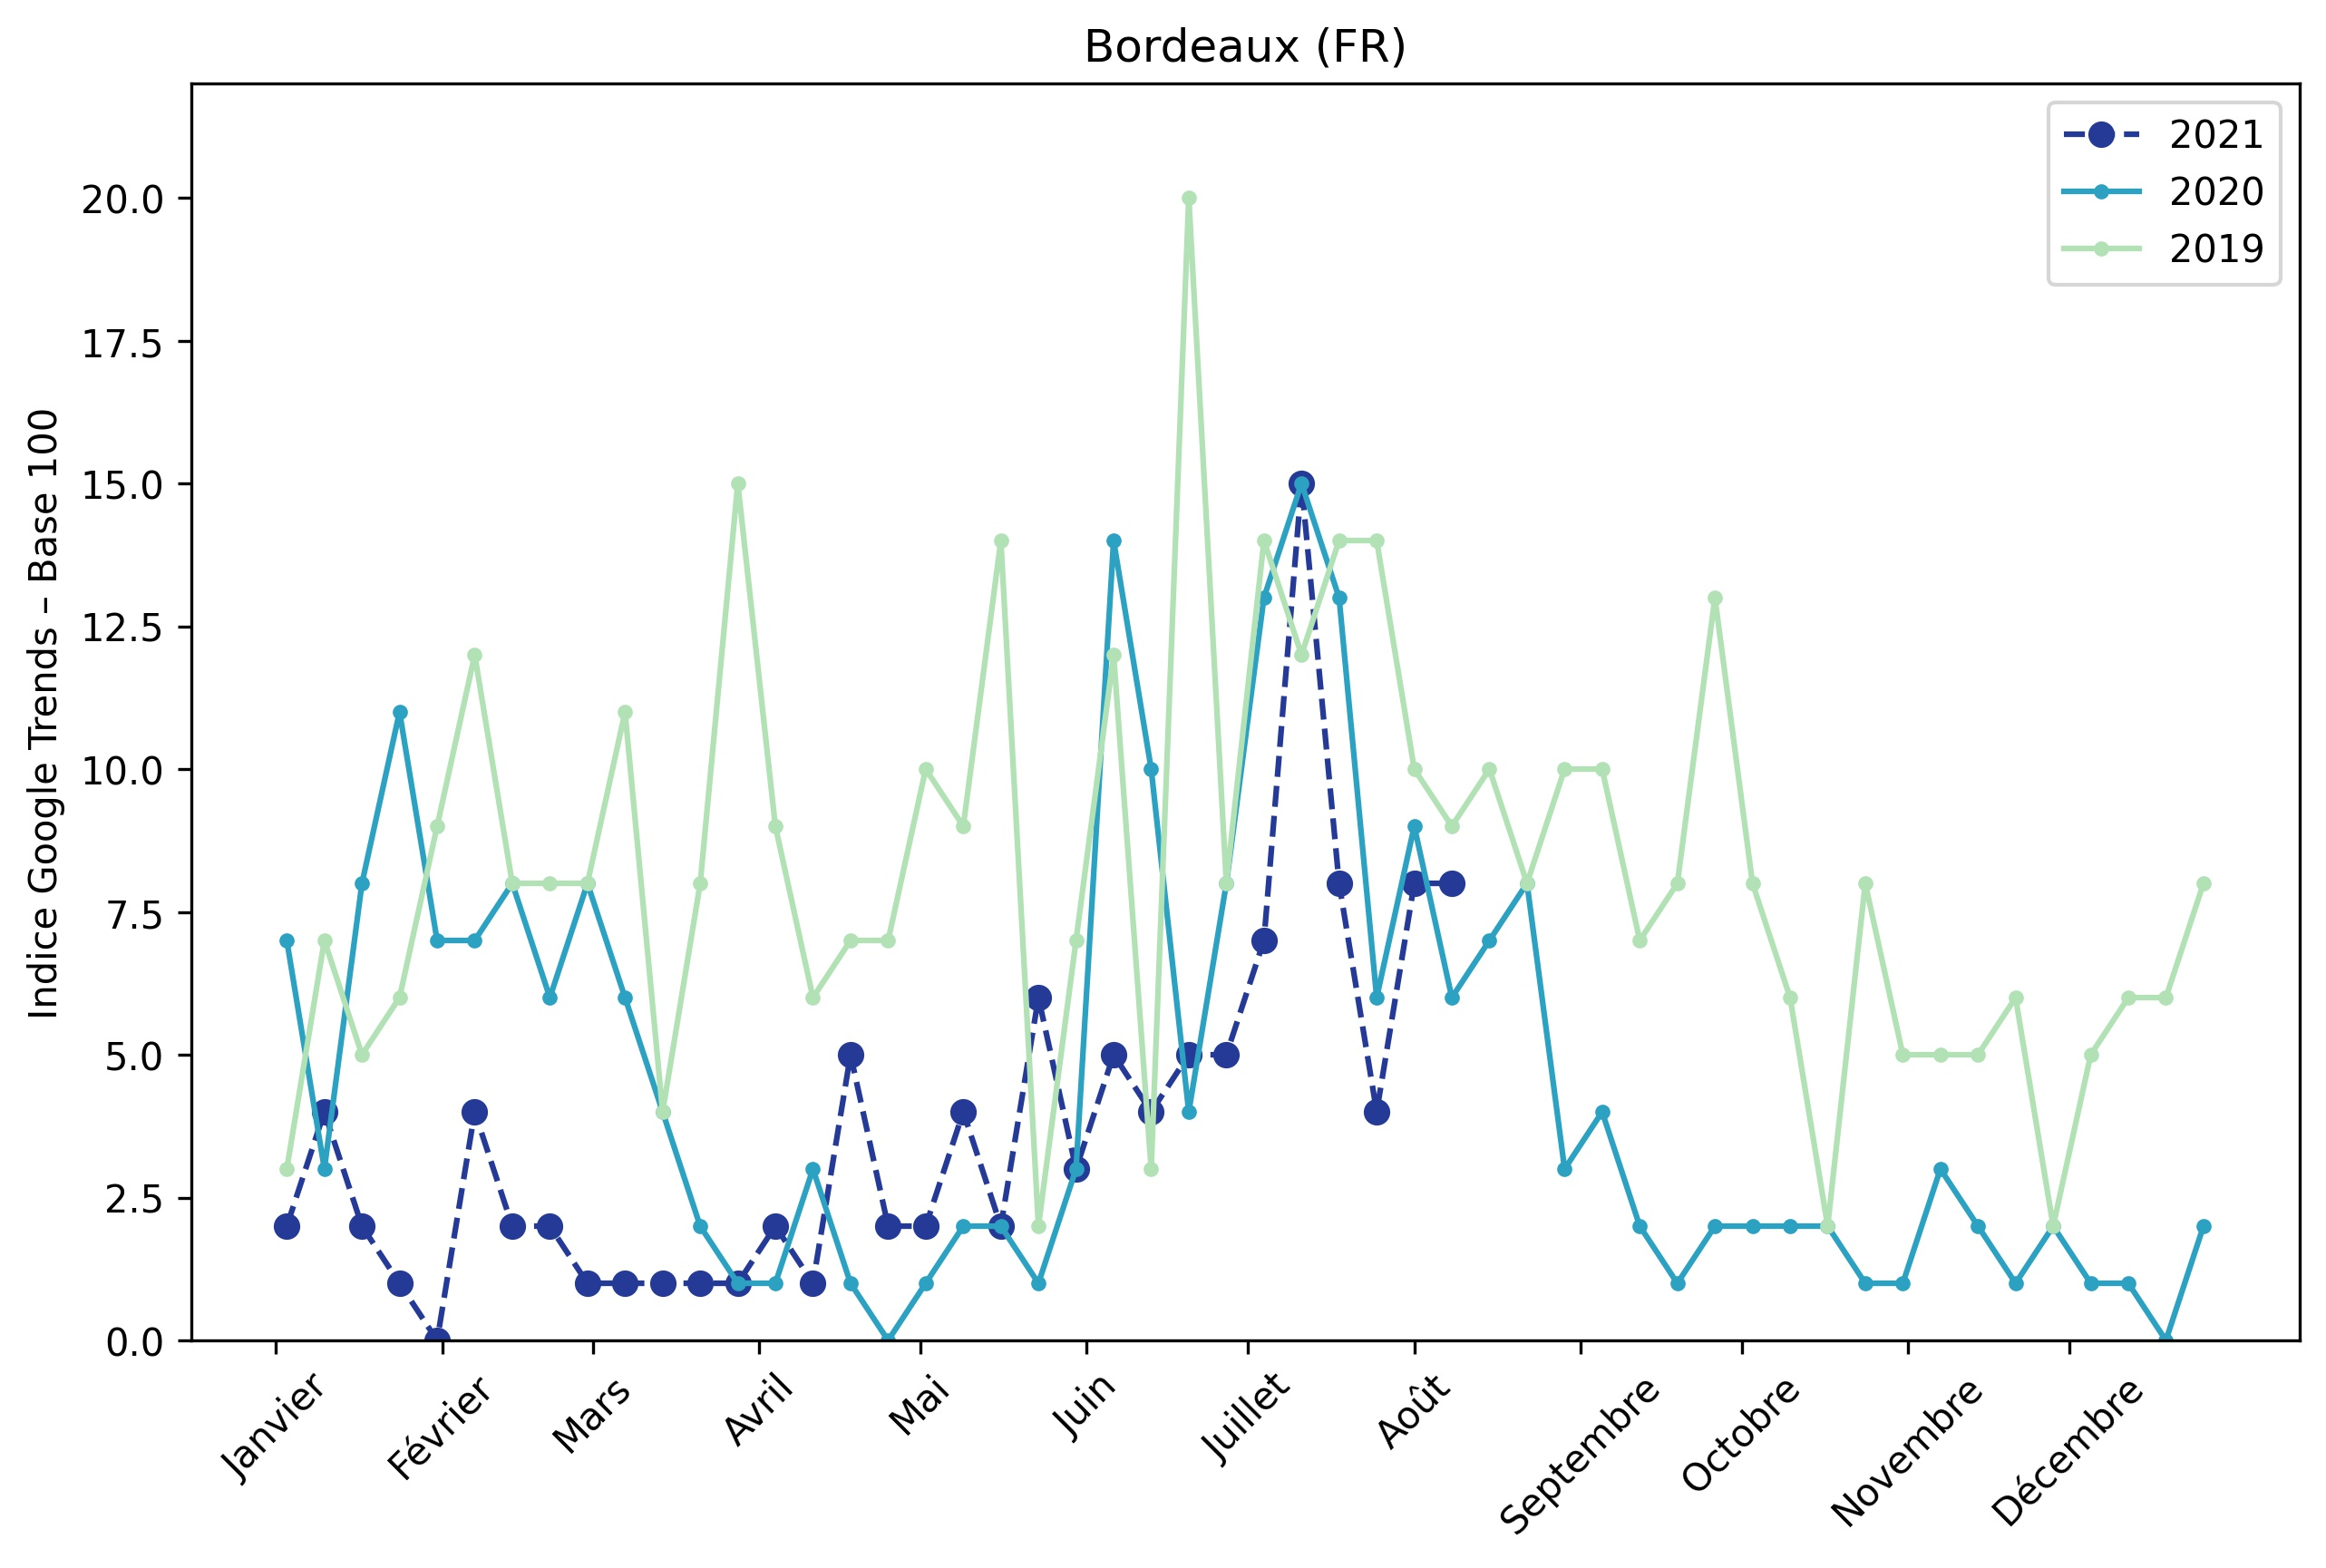 Bordeaux (FR)
2021
2020
2019
Indice Google Trends – Base 100
20.0
17.5
15.0
12.5
10.0
7.5
5.0
2.5
0.0
Janvier
Février
Mars
Avril
Mai
Juin
Juillet
Août
Septembre
Octobre
Novembre
Décembre